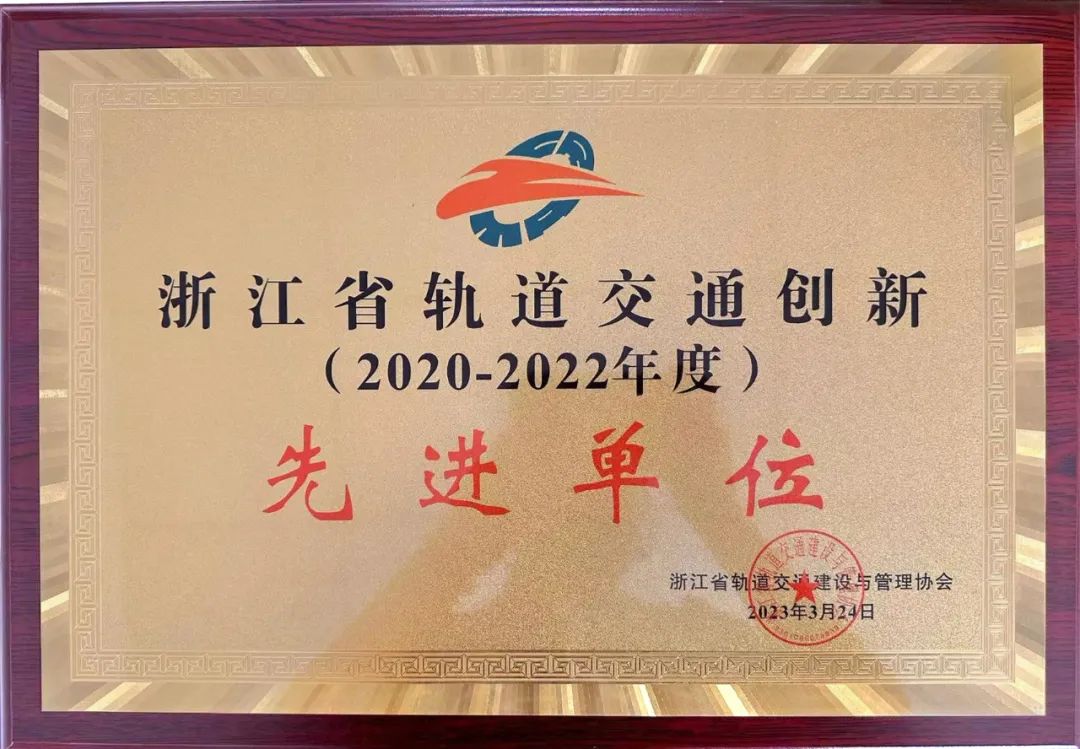 浙江省轨道交通创新
（2020-2022年度）
先进单位
浙江省轨道交通建设与管理协会
2023年3月24日